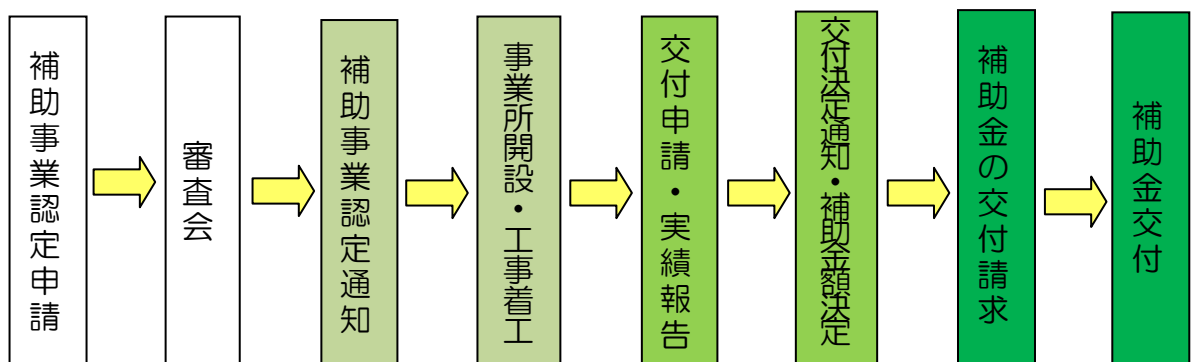 補助事業認定申請
審査会
補助事業認定通知
事業所開設・工事着工
交付申請・実績報告
交付決定通知・補助金額決定
補助金の交付請求
補助金交付